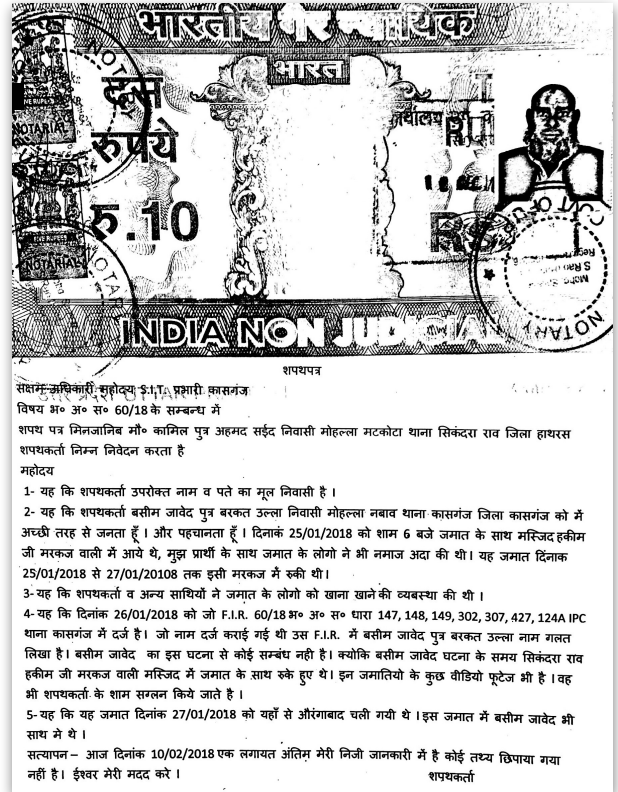 भारतीय गैर न्यायिक
भारत
दस
रुपये
रु.10
INDIA NON JUDICIAL
NOTARIAL
NOTARIAL
NOTARY
NOTARY
शपथपत्र
सक्षम अधिकारी महोदय S.I.T. प्रभारी कासगंज
विषय भ० अ० स० 60/18 के सम्बन्ध में
शपथ पत्र मिनजानिब मौ० कामिल पुत्र अहमद सईद निवासी मोहल्ला मटकोटा थाना सिकंदरा राव जिला हाथरस
शपथकर्ता निम्न निवेदन करता है
महोदय
1- यह कि शपथकर्ता उपरोक्त नाम व पते का मूल निवासी है ।
2- यह कि शपथकर्ता बसीम जावेद पुत्र बरकत उल्ला निवासी मोहल्ला नबाव थाना कासगंज जिला कासगंज को में
अच्छी तरह से जनता हूँ । और पहचानता हूँ । दिनाकं 25/01/2018 को शाम 6 बजे जमात के साथ मस्जिद हकीम
जी मरकज वाली में आये थे, मुझ प्रार्थी के साथ जमात के लोगो ने भी नमाज अदा की थी। यह जमात दिंनाक
25/01/2018 से 27/01/20108 तक इसी मरकज में रुकी थी।
3- यह कि शपथकर्ता व अन्य साथियों ने जमात के लोगो को खाना खाने की व्यबस्था की थी ।
4- यह कि दिनांक 26/01/2018 को जो F.I.R. 60/18 भ० अ० स० धारा 147, 148, 149, 302, 307, 427, 124A IPC
थाना कासगंज में दर्ज है। जो नाम दर्ज कराई गई थी उस F.I.R. में बसीम जावेद पुत्र बरकत उल्ला नाम गलत
लिखा है। बसीम जावेद का इस घटना से कोई सम्बंध नही है। क्योकि बसीम जावेद घटना के समय सिकंदरा राव
हकीम जी मरकज वाली मस्जिद में जमात के साथ रुके हुए थे। इन जमातियो के कुछ वीडियो फूटेज भी है ।वह
भी शपथकर्ता के शाम सग्लन किये जाते है ।
5- यह कि यह जमात दिनांक 27/01/2018 को यहाँ से औरंगाबाद चली गयी थे ।इस जमात में बसीम जावेद भी
साथ मे थे ।
सत्यापन – आज दिनांक 10/02/2018 एक लगायत अंतिम मेरी निजी जानकारी में है कोई तथ्य छिपाया गया
नहीं है। ईश्वर मेरी मदद करे ।
शपथकर्ता